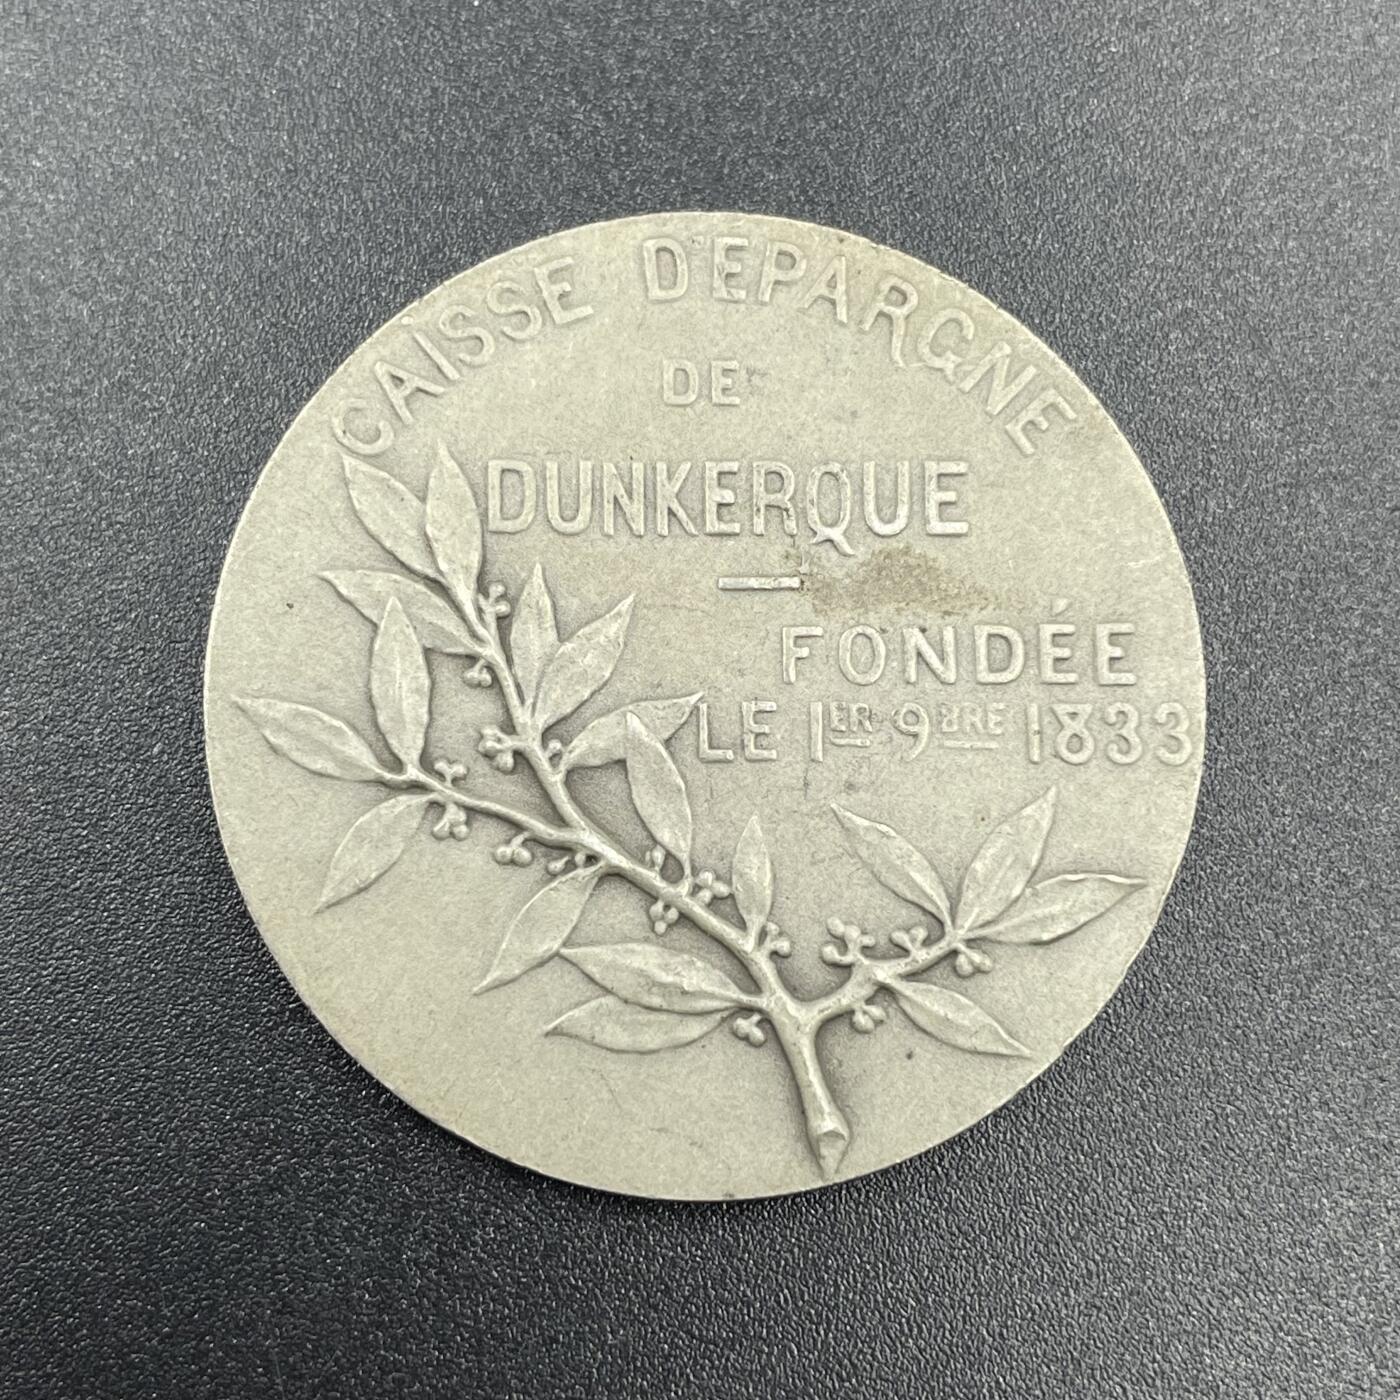 CAISSE D'EPARGNE
DE
DUNKERQUE
FONDÉE
LE 1ER 9BRE 1833